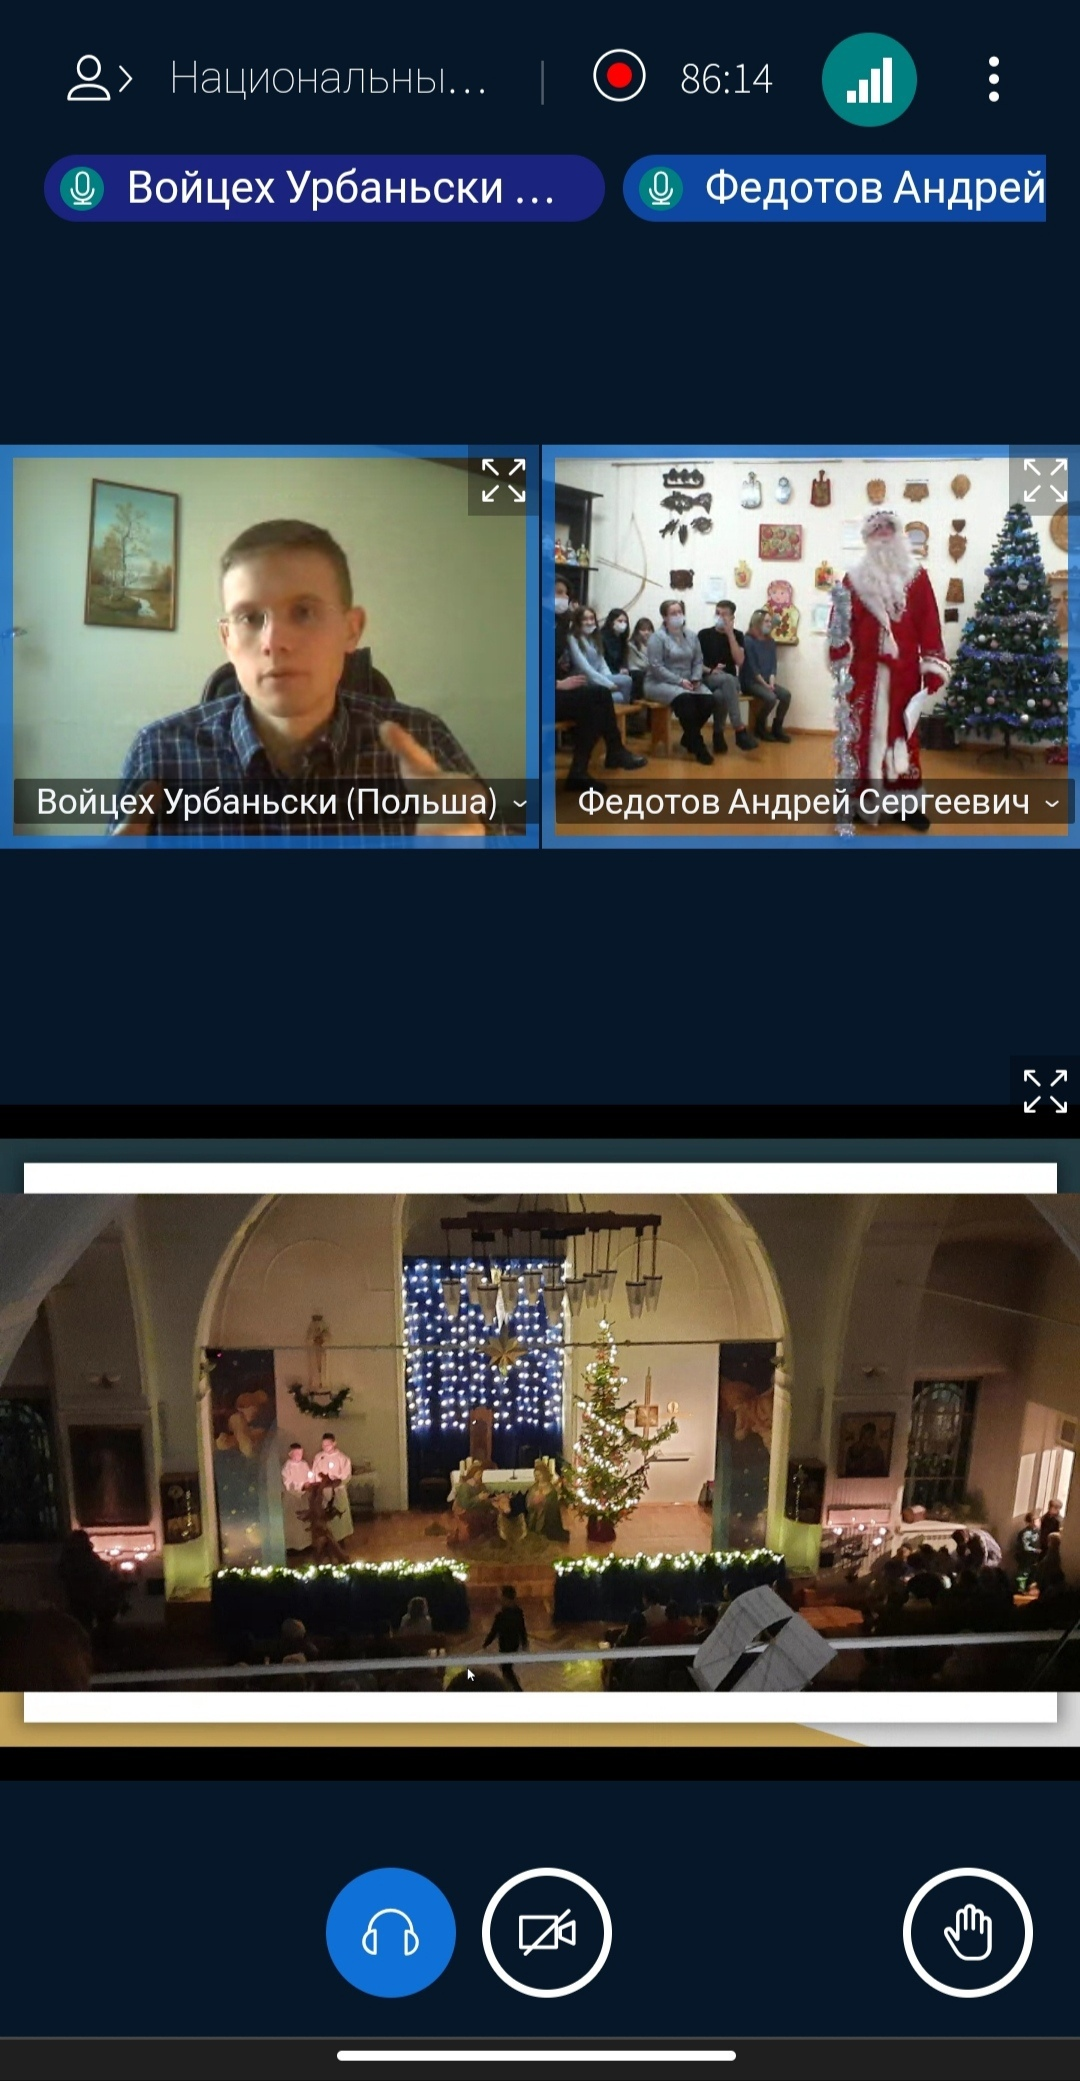 Национальны...
86:14
Войцех Урбаньски ...
Федотов Андрей
Войцех Урбаньски (Польша)
Федотов Андрей Сергеевич